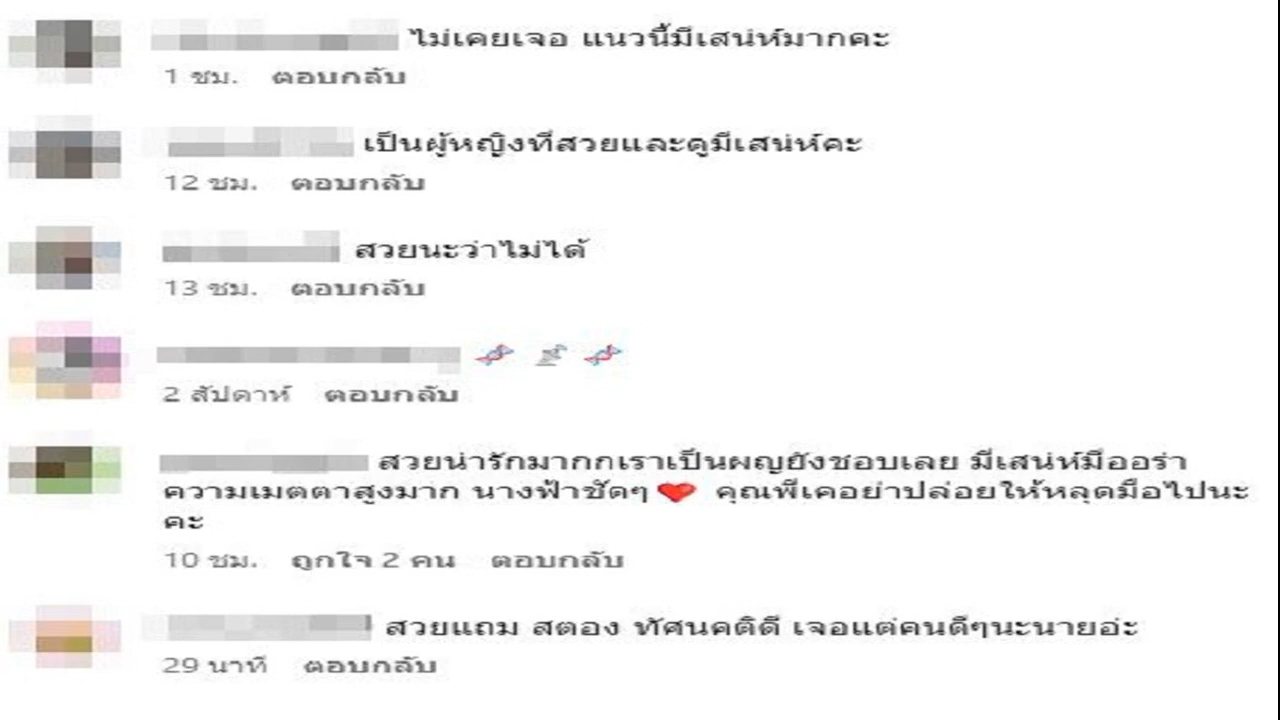 ไม่เคยเจอ แนวนี้มีเสน่ห์มากคะ
1 ชม. ตอบกลับ
เป็นผู้หญิงที่สวยและดูมีเสน่ห์คะ
12 ชม. ตอบกลับ
สวยนะว่าไม่ได้
13 ชม. ตอบกลับ
🧬 🔬 🧬
2 สัปดาห์ ตอบกลับ
สวยน่ารักมากกเราเป็นผญยังชอบเลย มีเสน่ห์มีออร่า
ความเมตตาสูงมาก นางฟ้าชัดๆ ❤️ คุณพี่เคอย่าปล่อยให้หลุดมือไปนะ
คะ
10 ชม. ถูกใจ 2 คน ตอบกลับ
สวยแถม สตอง ทัศนคติดี เจอแต่คนดีๆนะนายอ่ะ
29 นาที ตอบกลับ